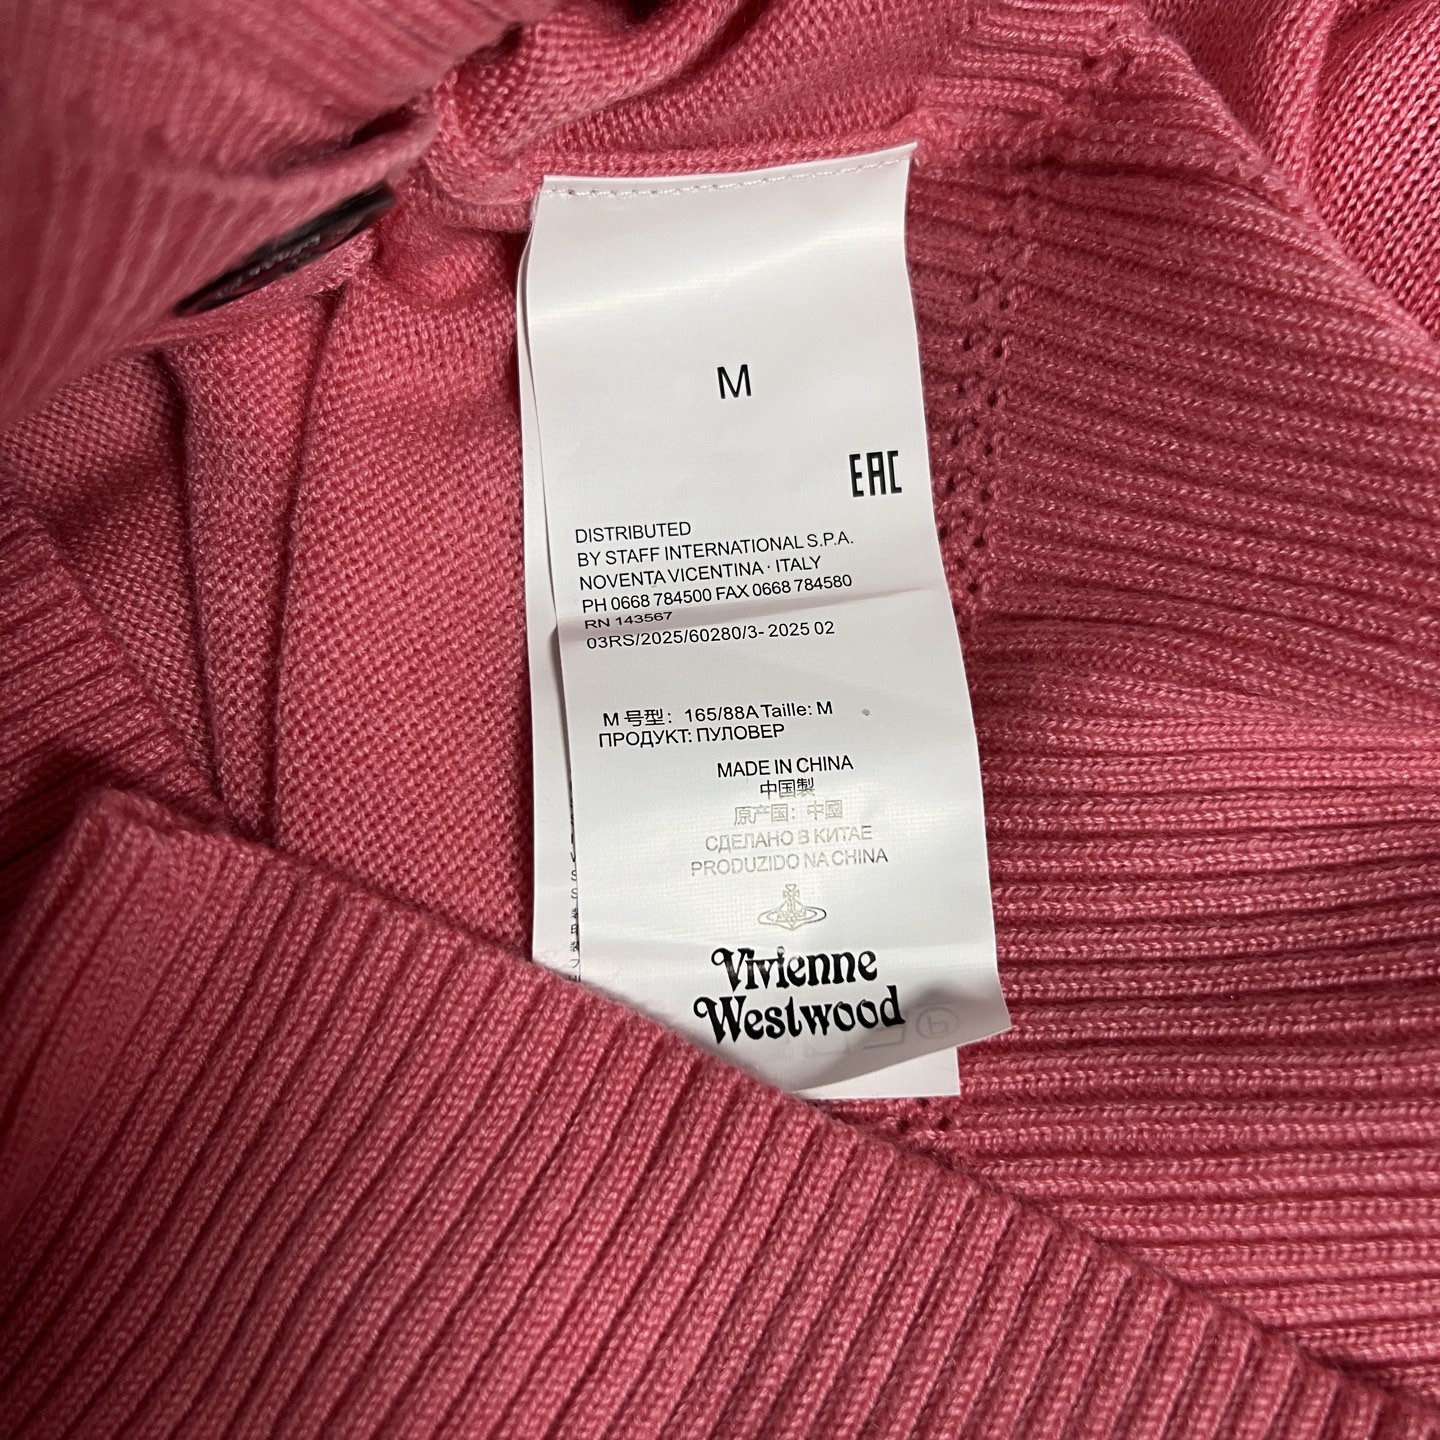 M
EAC
DISTRIBUTED
BY STAFF INTERNATIONAL S.P.A.
NOVENTA VICENTINA · ITALY
PH 0668 784500 FAX 0668 784580
RN 143567
03RS/2025/60280/3- 2025 02
M 号型：165/88A Taille: M
ПРОДУКТ: ПУЛОВЕР
MADE IN CHINA
中国製
原产国：中國
СДЕЛАНО В КИТАЕ
PRODUZIDO NA CHINA
Vivienne
Westwood